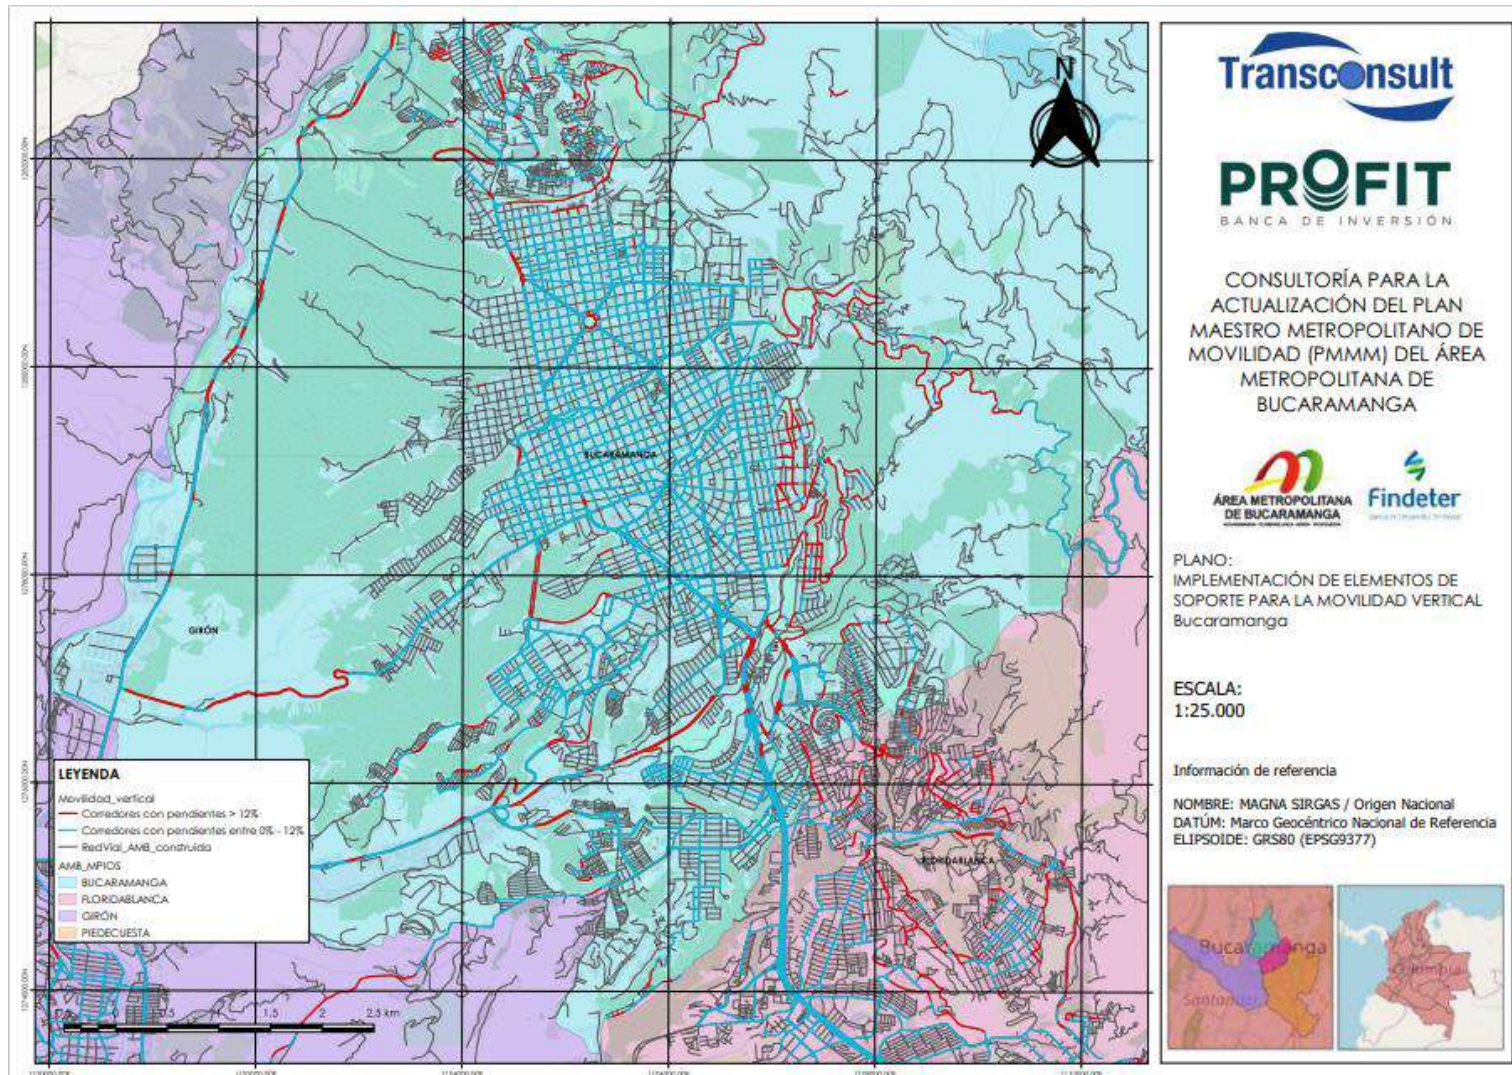 N
BUCARAMANGA
GIRÓN
FLORIDABLANCA
LEYENDA
Movilidad_vertical
Corredores con pendientes > 12%
Corredores con pendientes entre 0% - 12%
RedVial_AMB_construida
AMB_MPIOS
BUCARAMANGA
FLORIDABLANCA
GIRÓN
PIEDECUESTA
0 0.5 1 1.5 2 2.5 km
Transconsult
PROFIT
BANCA DE INVERSIÓN
CONSULTORÍA PARA LA
ACTUALIZACIÓN DEL PLAN
MAESTRO METROPOLITANO DE
MOVILIDAD (PMMM) DEL ÁREA
METROPOLITANA DE
BUCARAMANGA
ÁREA METROPOLITANA
DE BUCARAMANGA
Findeter
PLANO:
IMPLEMENTACIÓN DE ELEMENTOS DE
SOPORTE PARA LA MOVILIDAD VERTICAL
Bucaramanga
ESCALA:
1:25.000
Información de referencia
NOMBRE: MAGNA SIRGAS / Origen Nacional
DATÚM: Marco Geocéntrico Nacional de Referencia
ELIPSOIDE: GRS80 (EPSG9377)
Bucaramanga
Santander